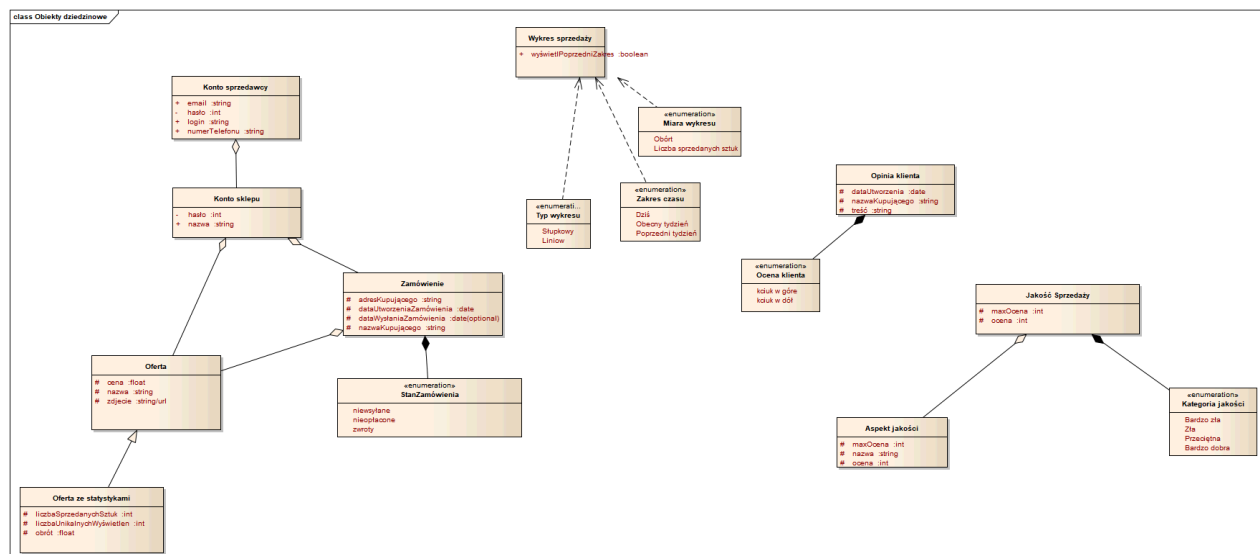 class Obiekty dziedzinowe
Wykres sprzedaży
+ wyświetlPoprzedniZakres :boolean
Konto sprzedawcy
+ email :string
- hasło :int
+ login :string
+ numerTelefonu :string
«enumeration»
Miara wykresu
Obórt
Liczba sprzedanych sztuk
Konto sklepu
- hasło :int
+ nazwa :string
«enumerati...
Typ wykresu
Słupkowy
Liniow
«enumeration»
Zakres czasu
Dziś
Obecny tydzień
Poprzedni tydzień
Opinia klienta
# dataUtworzenia :date
# nazwaKupującego :string
# treść :string
«enumeration»
Ocena klienta
kciuk w góre
kciuk w dół
Zamówienie
# adresKupującego :string
# dataUtworzeniaZamówienia :date
# dataWysłaniaZamówienia :date(optional)
# nazwaKupującego :string
Jakość Sprzedaży
# maxOcena :int
# ocena :int
Oferta
# cena :float
# nazwa :string
# zdjecie :string/url
«enumeration»
StanZamówienia
niewsyłane
nieopłacone
zwroty
Aspekt jakości
# maxOcena :int
# nazwa :string
# ocena :int
«enumeration»
Kategoria jakości
Bardzo zła
Zła
Przeciętna
Bardzo dobra
Oferta ze statystykami
# liczbaSprzedanychSztuk :int
# liczbaUnikalnychWyświetlen :int
# obrót :float